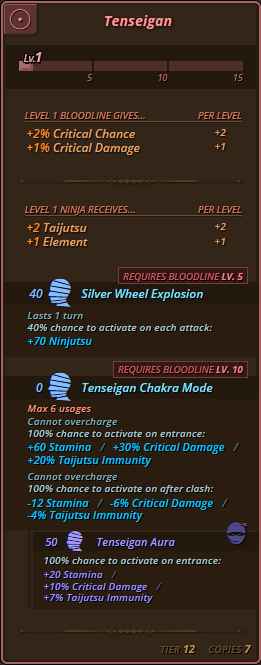 Tenseigan
Lv.1
5 10 15
LEVEL 1 BLOODLINE GIVES... PER LEVEL
+2% Critical Chance +2
+1% Critical Damage +1
LEVEL 1 NINJA RECEIVES... PER LEVEL
+2 Taijutsu +2
+1 Element +1
REQUIRES BLOODLINE LV. 5
40 Silver Wheel Explosion
Lasts 1 turn
40% chance to activate on each attack:
+70 Ninjutsu
REQUIRES BLOODLINE LV. 10
0 Tenseigan Chakra Mode
Max 6 usages
Cannot overcharge
100% chance to activate on entrance:
+60 Stamina / +30% Critical Damage /
+20% Taijutsu Immunity
Cannot overcharge
100% chance to activate on after clash:
-12 Stamina / -6% Critical Damage /
-4% Taijutsu Immunity
50 Tenseigan Aura
100% chance to activate on entrance:
+20 Stamina /
+10% Critical Damage /
+7% Taijutsu Immunity
TIER 12 COPIES 7